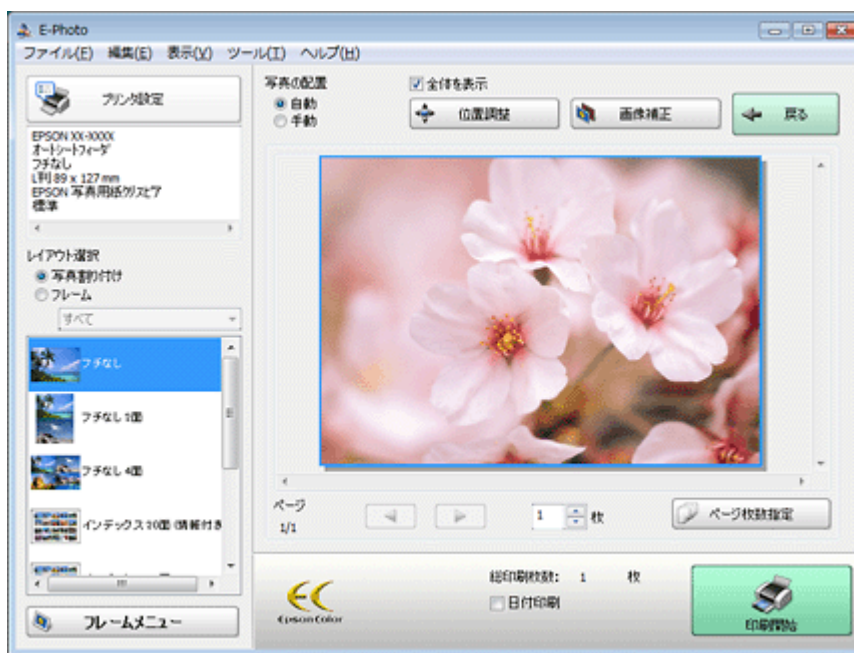 E-Photo
ファイル(F) 編集(E) 表示(V) ツール(T) ヘルプ(H)
プリンタ設定
EPSON XX-XXXX
オートシートフィーダ
フチなし
L判 89 x 127 mm
EPSON 写真用紙クリスピア
標準
レイアウト選択
写真割り付け
フレーム
すべて
フチなし
フチなし 2面
フチなし 4面
インデックス 20面 (情報付き
フレームメニュー
写真の配置
自動
手動
全体を表示
位置調整
画像補正
戻る
ページ
1/1
1 枚
ページ枚数指定
EC
Epson Color
総印刷枚数: 1 枚
日付印刷
印刷開始